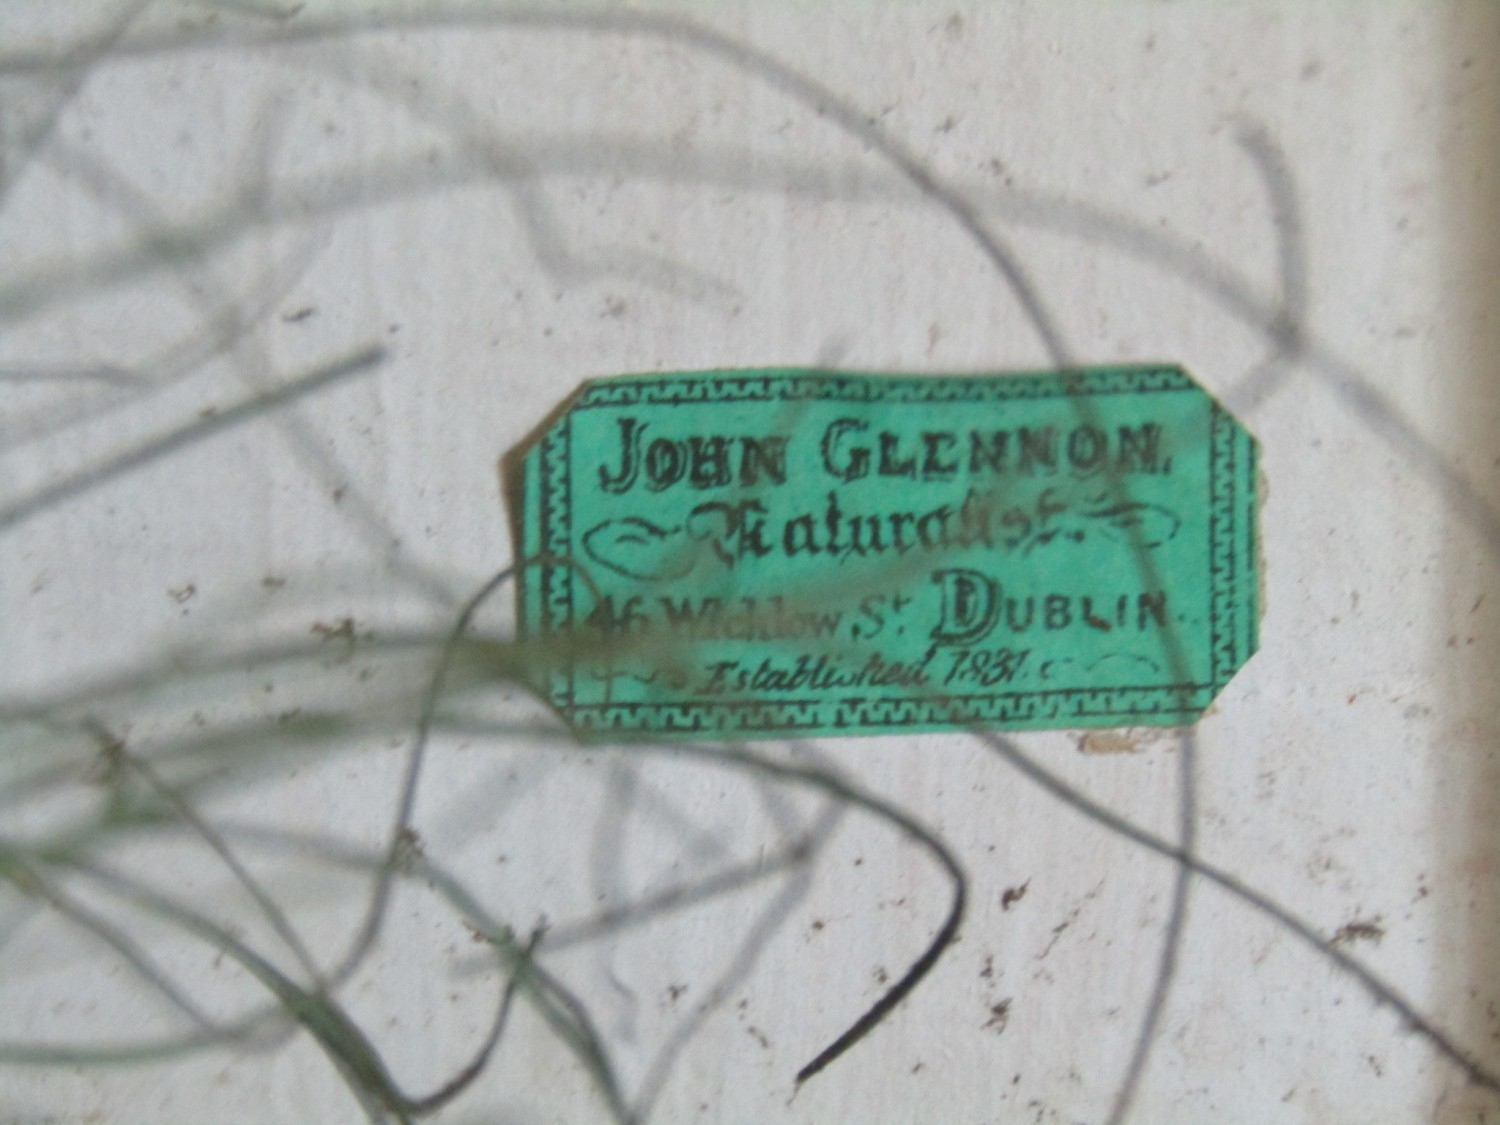 JOHN GLENNON.
Naturalist.
46 Wicklow St. DUBLIN.
Established 1831.